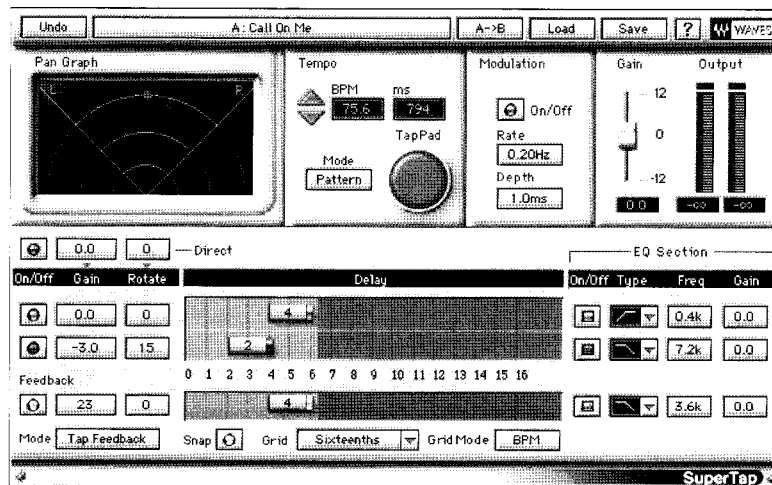 Undo A: Call On Me A->B Load Save ? W WAVES
Pan Graph Tempo Modulation Gain Output
L R
BPM ms
75.6 794
On/Off
12
0
-12
TapPad
Rate
0.20Hz
Mode
Pattern
Depth
1.0ms
0.0 -∞ -∞
0.0 0 Direct
EQ Section
On/Off Gain Rotate Delay On/Off Type Freq Gain
0.0 0 4 0.4k 0.0
-3.0 15 2 7.2k 0.0
0 1 2 3 4 5 6 7 8 9 10 11 12 13 14 15 16
Feedback
23 0 4 3.6k 0.0
Mode Tap Feedback Snap Grid Sixteenths Grid Mode BPM
SuperTap